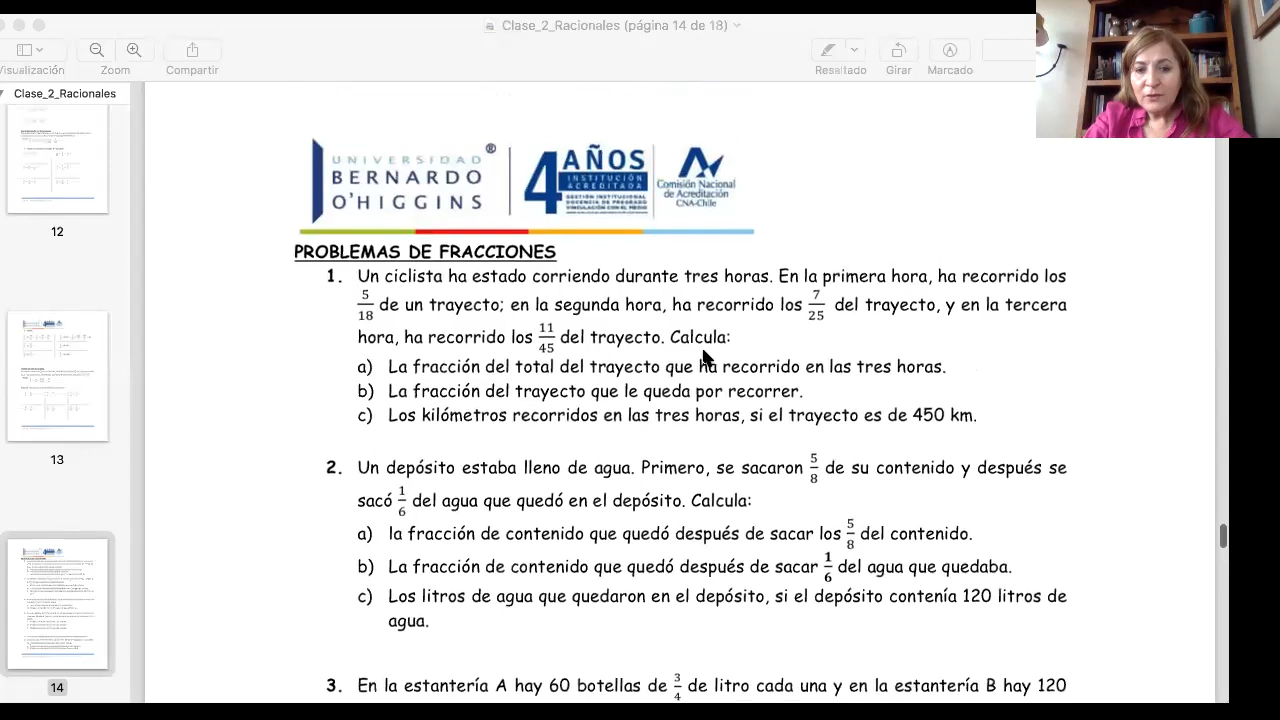 Clase_2_Racionales (página 14 de 18)
Visualización
Zoom
Compartir
Resaltado
Girar
Marcado
Clase_2_Racionales
12
13
14
UNIVERSIDAD
BERNARDO
O'HIGGINS
®
4 AÑOS
INSTITUCIÓN
ACREDITADA
GESTIÓN INSTITUCIONAL
DOCENCIA DE PREGRADO
VINCULACIÓN CON EL MEDIO
Comisión Nacional
de Acreditación
CNA-Chile
PROBLEMAS DE FRACCIONES
1. Un ciclista ha estado corriendo durante tres horas. En la primera hora, ha recorrido los
5/18 de un trayecto; en la segunda hora, ha recorrido los 7/25 del trayecto, y en la tercera
hora, ha recorrido los 11/45 del trayecto. Calcula:
a) La fracción del total del trayecto que ha recorrido en las tres horas.
b) La fracción del trayecto que le queda por recorrer.
c) Los kilómetros recorridos en las tres horas, si el trayecto es de 450 km.
2. Un depósito estaba lleno de agua. Primero, se sacaron 5/8 de su contenido y después se
sacó 1/6 del agua que quedó en el depósito. Calcula:
a) la fracción de contenido que quedó después de sacar los 5/8 del contenido.
b) La fracción de contenido que quedó después de sacar 1/6 del agua que quedaba.
c) Los litros de agua que quedaron en el depósito, si el depósito contenía 120 litros de
agua.
3. En la estantería A hay 60 botellas de 3/4 de litro cada una y en la estantería B hay 120